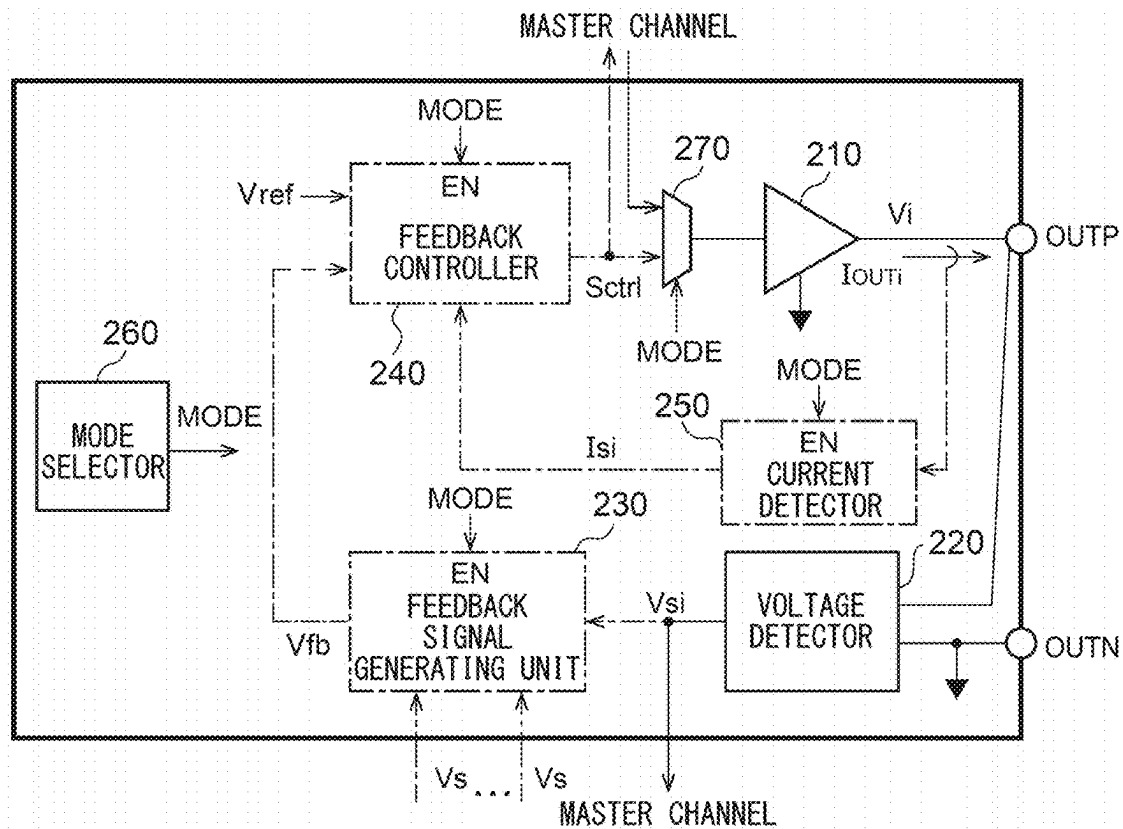 MASTER CHANNEL
MODE
270
210
Vref
EN
FEEDBACK
CONTROLLER
Sctrl
Vi
IOUTi
OUTP
260
240
MODE
MODE
MODE
MODE
SELECTOR
250
EN
CURRENT
DETECTOR
Isi
MODE
230
220
EN
FEEDBACK
SIGNAL
GENERATING UNIT
Vfb
Vsi
VOLTAGE
DETECTOR
OUTN
Vs... Vs
MASTER CHANNEL